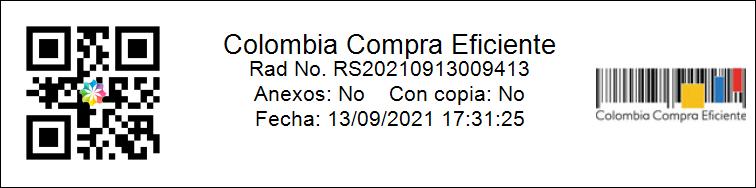 Colombia Compra Eficiente
Rad No. RS20210913009413
Anexos: No    Con copia: No
Fecha: 13/09/2021 17:31:25
Colombia Compra Eficiente